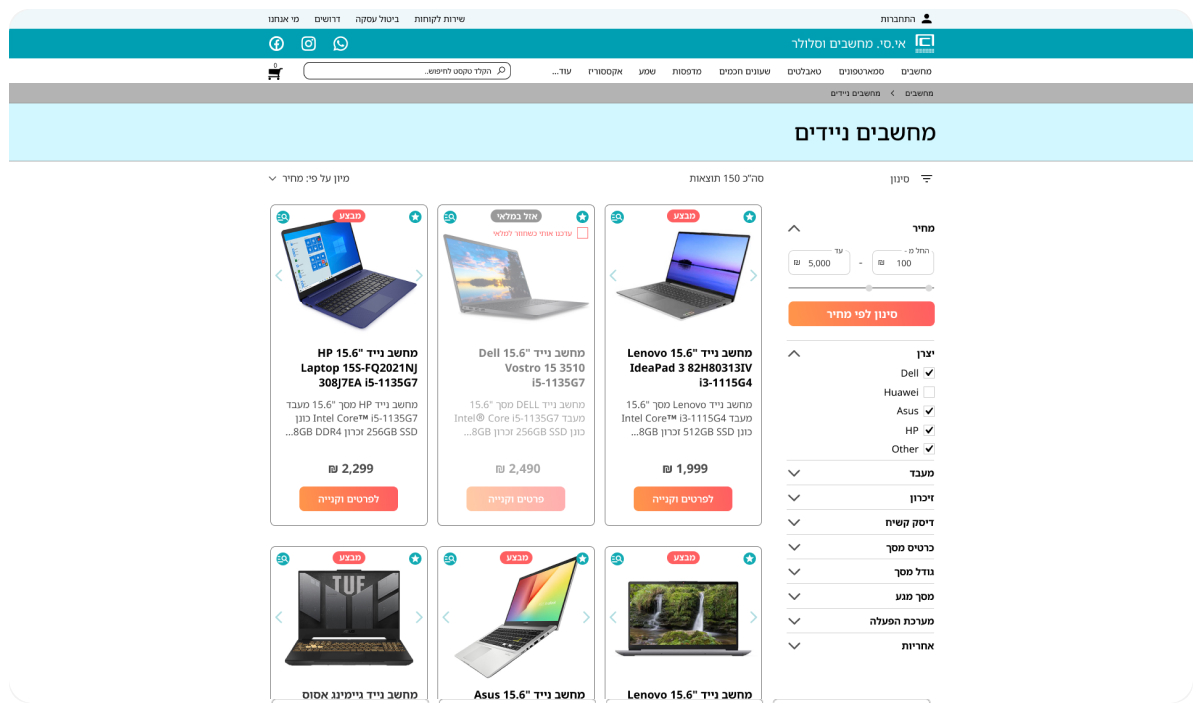 התחברות
שירות לקוחות ביטול עסקה דרושים מי אנחנו
אי.סי. מחשבים וסלולר
מחשבים סמארטפונים טאבלטים שעונים חכמים מדפסות שמע אקססוריז עוד...
הקלד טקסט לחיפוש..
0
מחשבים > מחשבים ניידים
מחשבים ניידים
סינון
סה"כ 150 תוצאות
מיון על פי: מחיר
מחיר
החל מ -
100 ₪
-
עד
5,000 ₪
סינון לפי מחיר
יצרן
Dell
Huawei
Asus
HP
Other
מעבד
זיכרון
דיסק קשיח
כרטיס מסך
גודל מסך
מסך מגע
מערכת הפעלה
אחריות
מבצע
מחשב נייד "15.6 Lenovo
IdeaPad 3 82H80313IV
i3-1115G4
מחשב נייד Lenovo מסך "15.6
מעבד Intel Core™ i3-1115G4
כונן 512GB SSD זכרון 8GB...
1,999 ₪
לפרטים וקנייה
אזל במלאי
עדכנו אותי כשחוזר למלאי
מחשב נייד "15.6 Dell
Vostro 15 3510
i5-1135G7
מחשב נייד DELL מסך "15.6
מעבד Intel® Core i5-1135G7
כונן 256GB SSD זכרון 8GB...
2,490 ₪
פרטים וקנייה
מבצע
מחשב נייד "15.6 HP
Laptop 15S-FQ2021NJ
308J7EA i5-1135G7
מחשב נייד HP מסך "15.6 מעבד
Intel Core™ i5-1135G7 כונן
256GB SSD זכרון 8GB DDR4...
2,299 ₪
לפרטים וקנייה
מבצע
מחשב נייד "15.6 Lenovo
מבצע
מחשב נייד "15.6 Asus
מבצע
TUF
מחשב נייד גיימינג אסוס